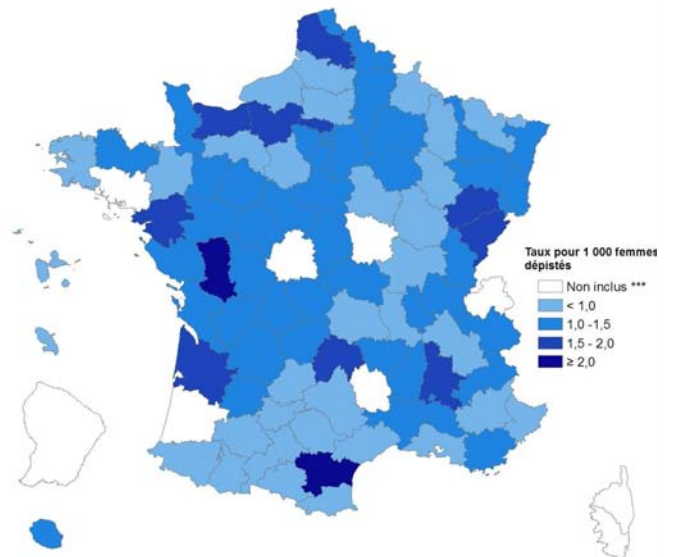 Taux pour 1 000 femmes
dépistés
Non inclus ***
< 1,0
1,0 -1,5
1,5 - 2,0
≥ 2,0